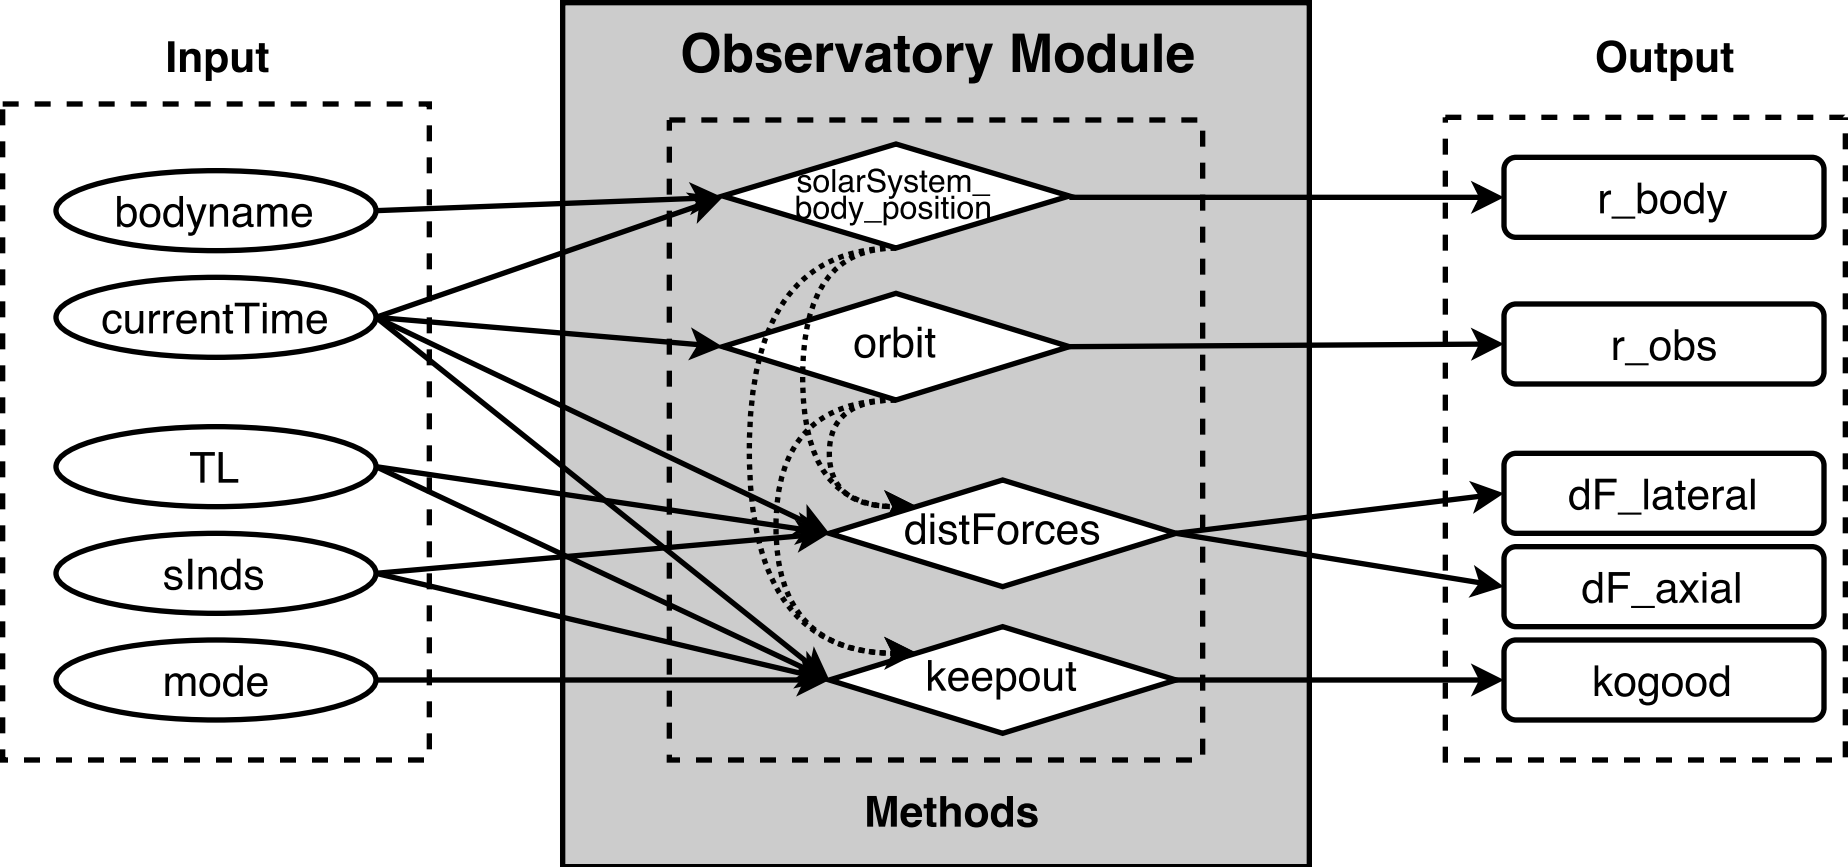 Input
Observatory Module
Output
bodyname
currentTime
TL
sInds
mode
solarSystem_
body_position
orbit
distForces
keepout
Methods
r_body
r_obs
dF_lateral
dF_axial
kogood